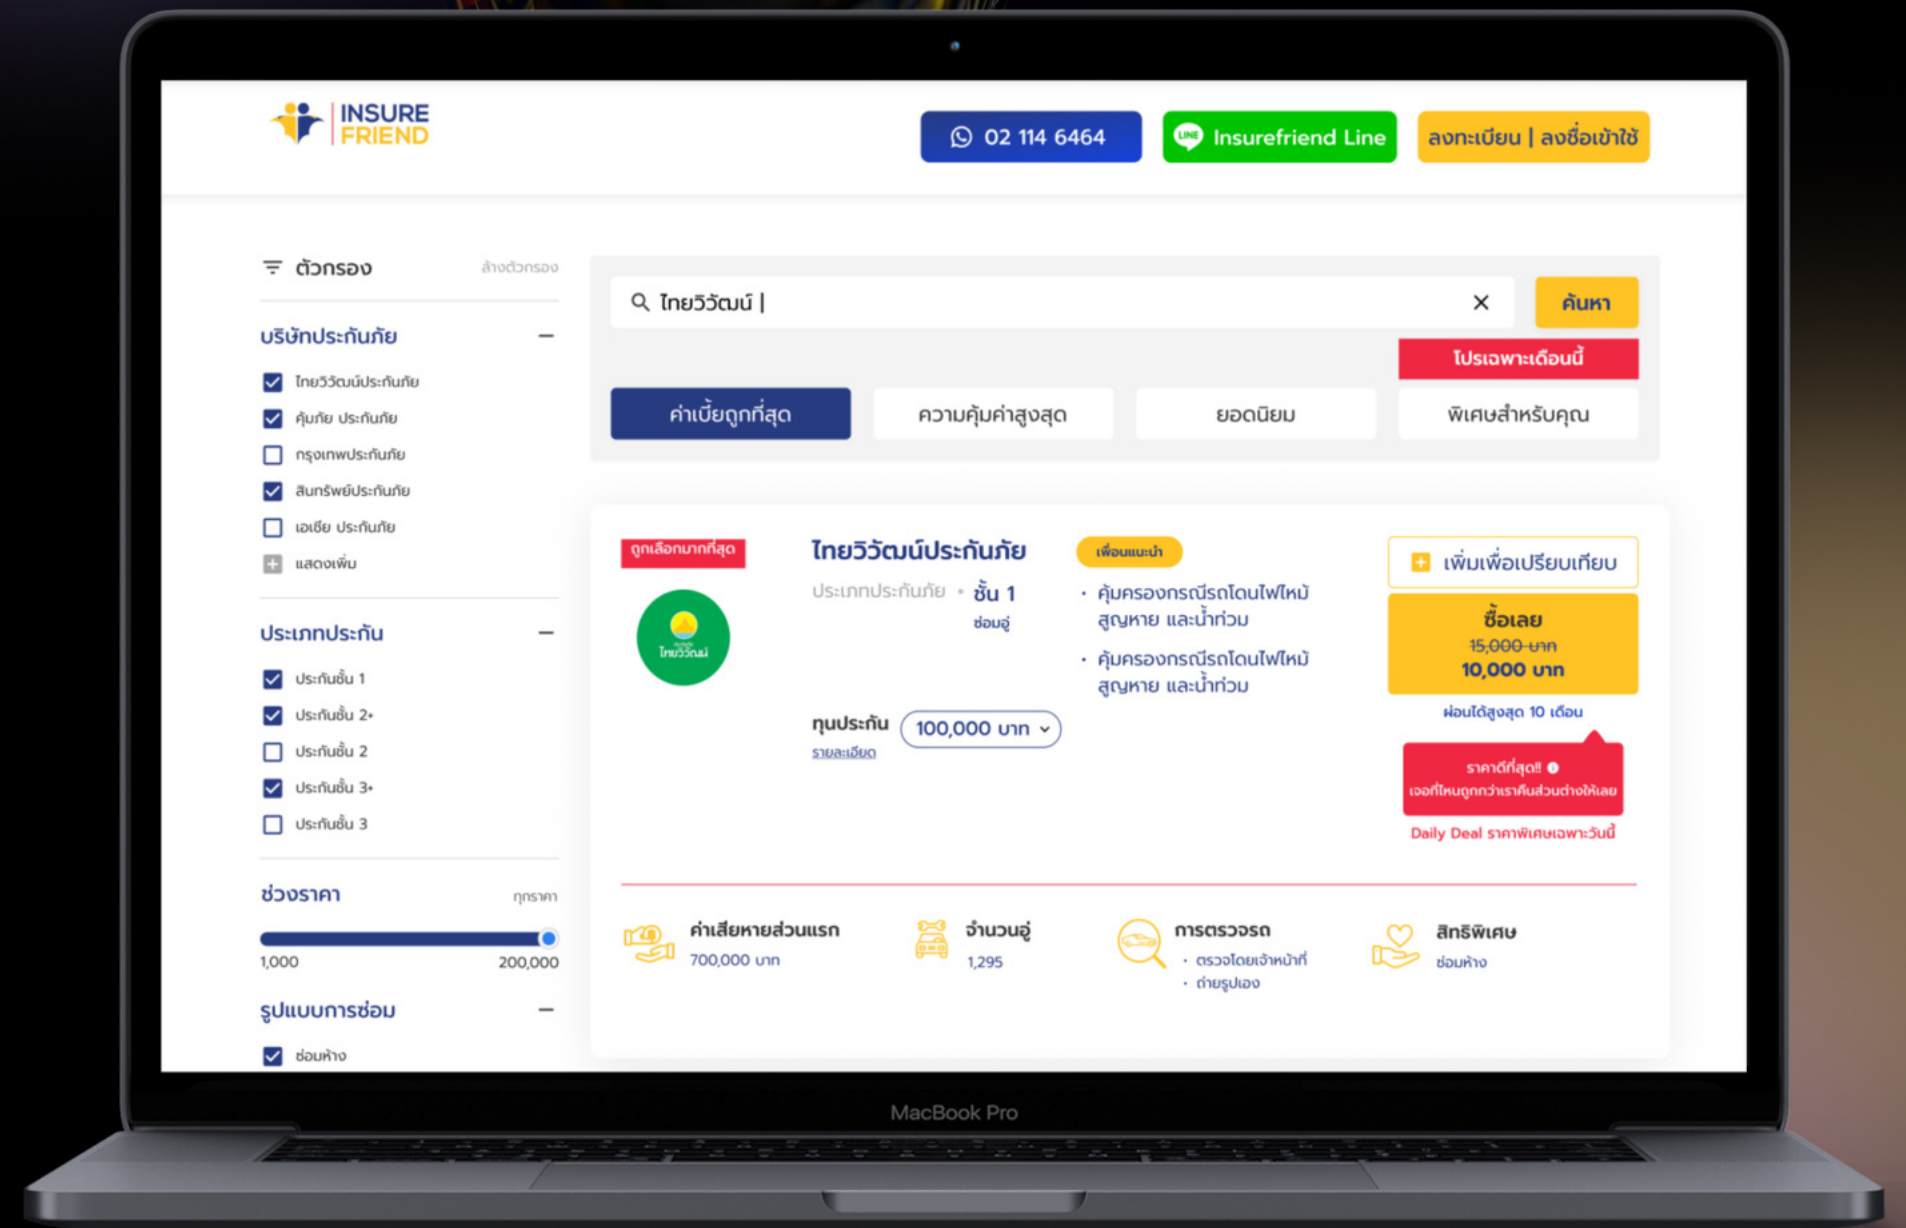 INSURE
FRIEND
02 114 6464
LINE
Insurefriend Line
ลงทะเบียน | ลงชื่อเข้าใช้
ตัวกรอง
ล้างตัวกรอง
บริษัทประกันภัย
ไทยวิวัฒน์ประกันภัย
คุ้มภัย ประกันภัย
กรุงเทพประกันภัย
สินทรัพย์ประกันภัย
เอเชีย ประกันภัย
แสดงเพิ่ม
ประเภทประกัน
ประกันชั้น 1
ประกันชั้น 2+
ประกันชั้น 2
ประกันชั้น 3+
ประกันชั้น 3
ช่วงราคา
ทุกราคา
1,000
200,000
รูปแบบการซ่อม
ซ่อมห้าง
ไทยวิวัฒน์ |
ค้นหา
โปรเฉพาะเดือนนี้
ค่าเบี้ยถูกที่สุด
ความคุ้มค่าสูงสุด
ยอดนิยม
พิเศษสำหรับคุณ
ถูกเลือกมากที่สุด
ไทยวิวัฒน์
ไทยวิวัฒน์ประกันภัย
ประเภทประกันภัย • ชั้น 1
ซ่อมอู่
ทุนประกัน
100,000 บาท
รายละเอียด
เพื่อนแนะนำ
• คุ้มครองกรณีรถโดนไฟไหม้
สูญหาย และน้ำท่วม
• คุ้มครองกรณีรถโดนไฟไหม้
สูญหาย และน้ำท่วม
เพิ่มเพื่อเปรียบเทียบ
ซื้อเลย
15,000 บาท
10,000 บาท
ผ่อนได้สูงสุด 10 เดือน
ราคาดีที่สุด!!
เจอที่ไหนถูกกว่าเราคืนส่วนต่างให้เลย
Daily Deal ราคาพิเศษเฉพาะวันนี้
ค่าเสียหายส่วนแรก
700,000 บาท
จำนวนอู่
1,295
การตรวจรถ
• ตรวจโดยเจ้าหน้าที่
• ถ่ายรูปเอง
สิทธิพิเศษ
ซ่อมห้าง
MacBook Pro